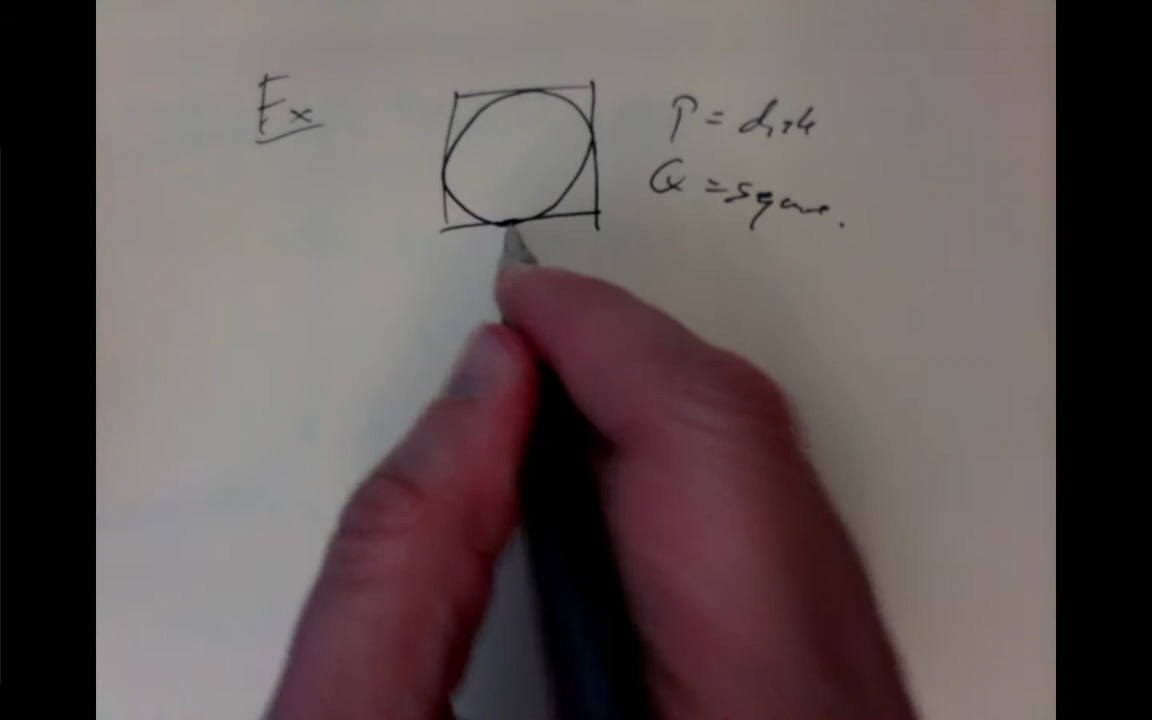 Ex
P = disk
Q = square.